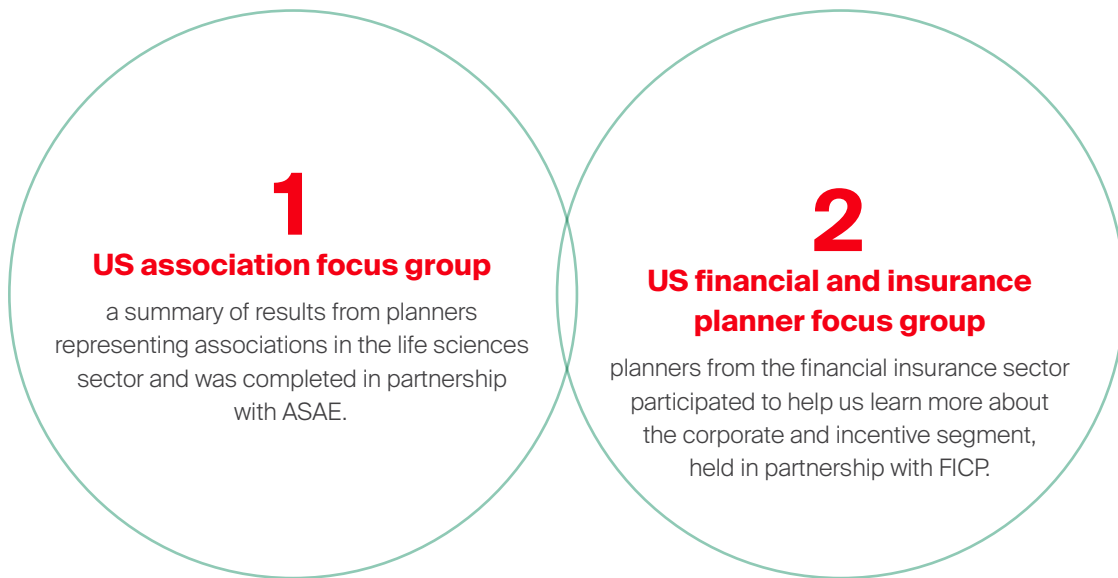 1
US association focus group
a summary of results from planners
representing associations in the life sciences
sector and was completed in partnership
with ASAE.
2
US financial and insurance
planner focus group
planners from the financial insurance sector
participated to help us learn more about
the corporate and incentive segment,
held in partnership with FICP.